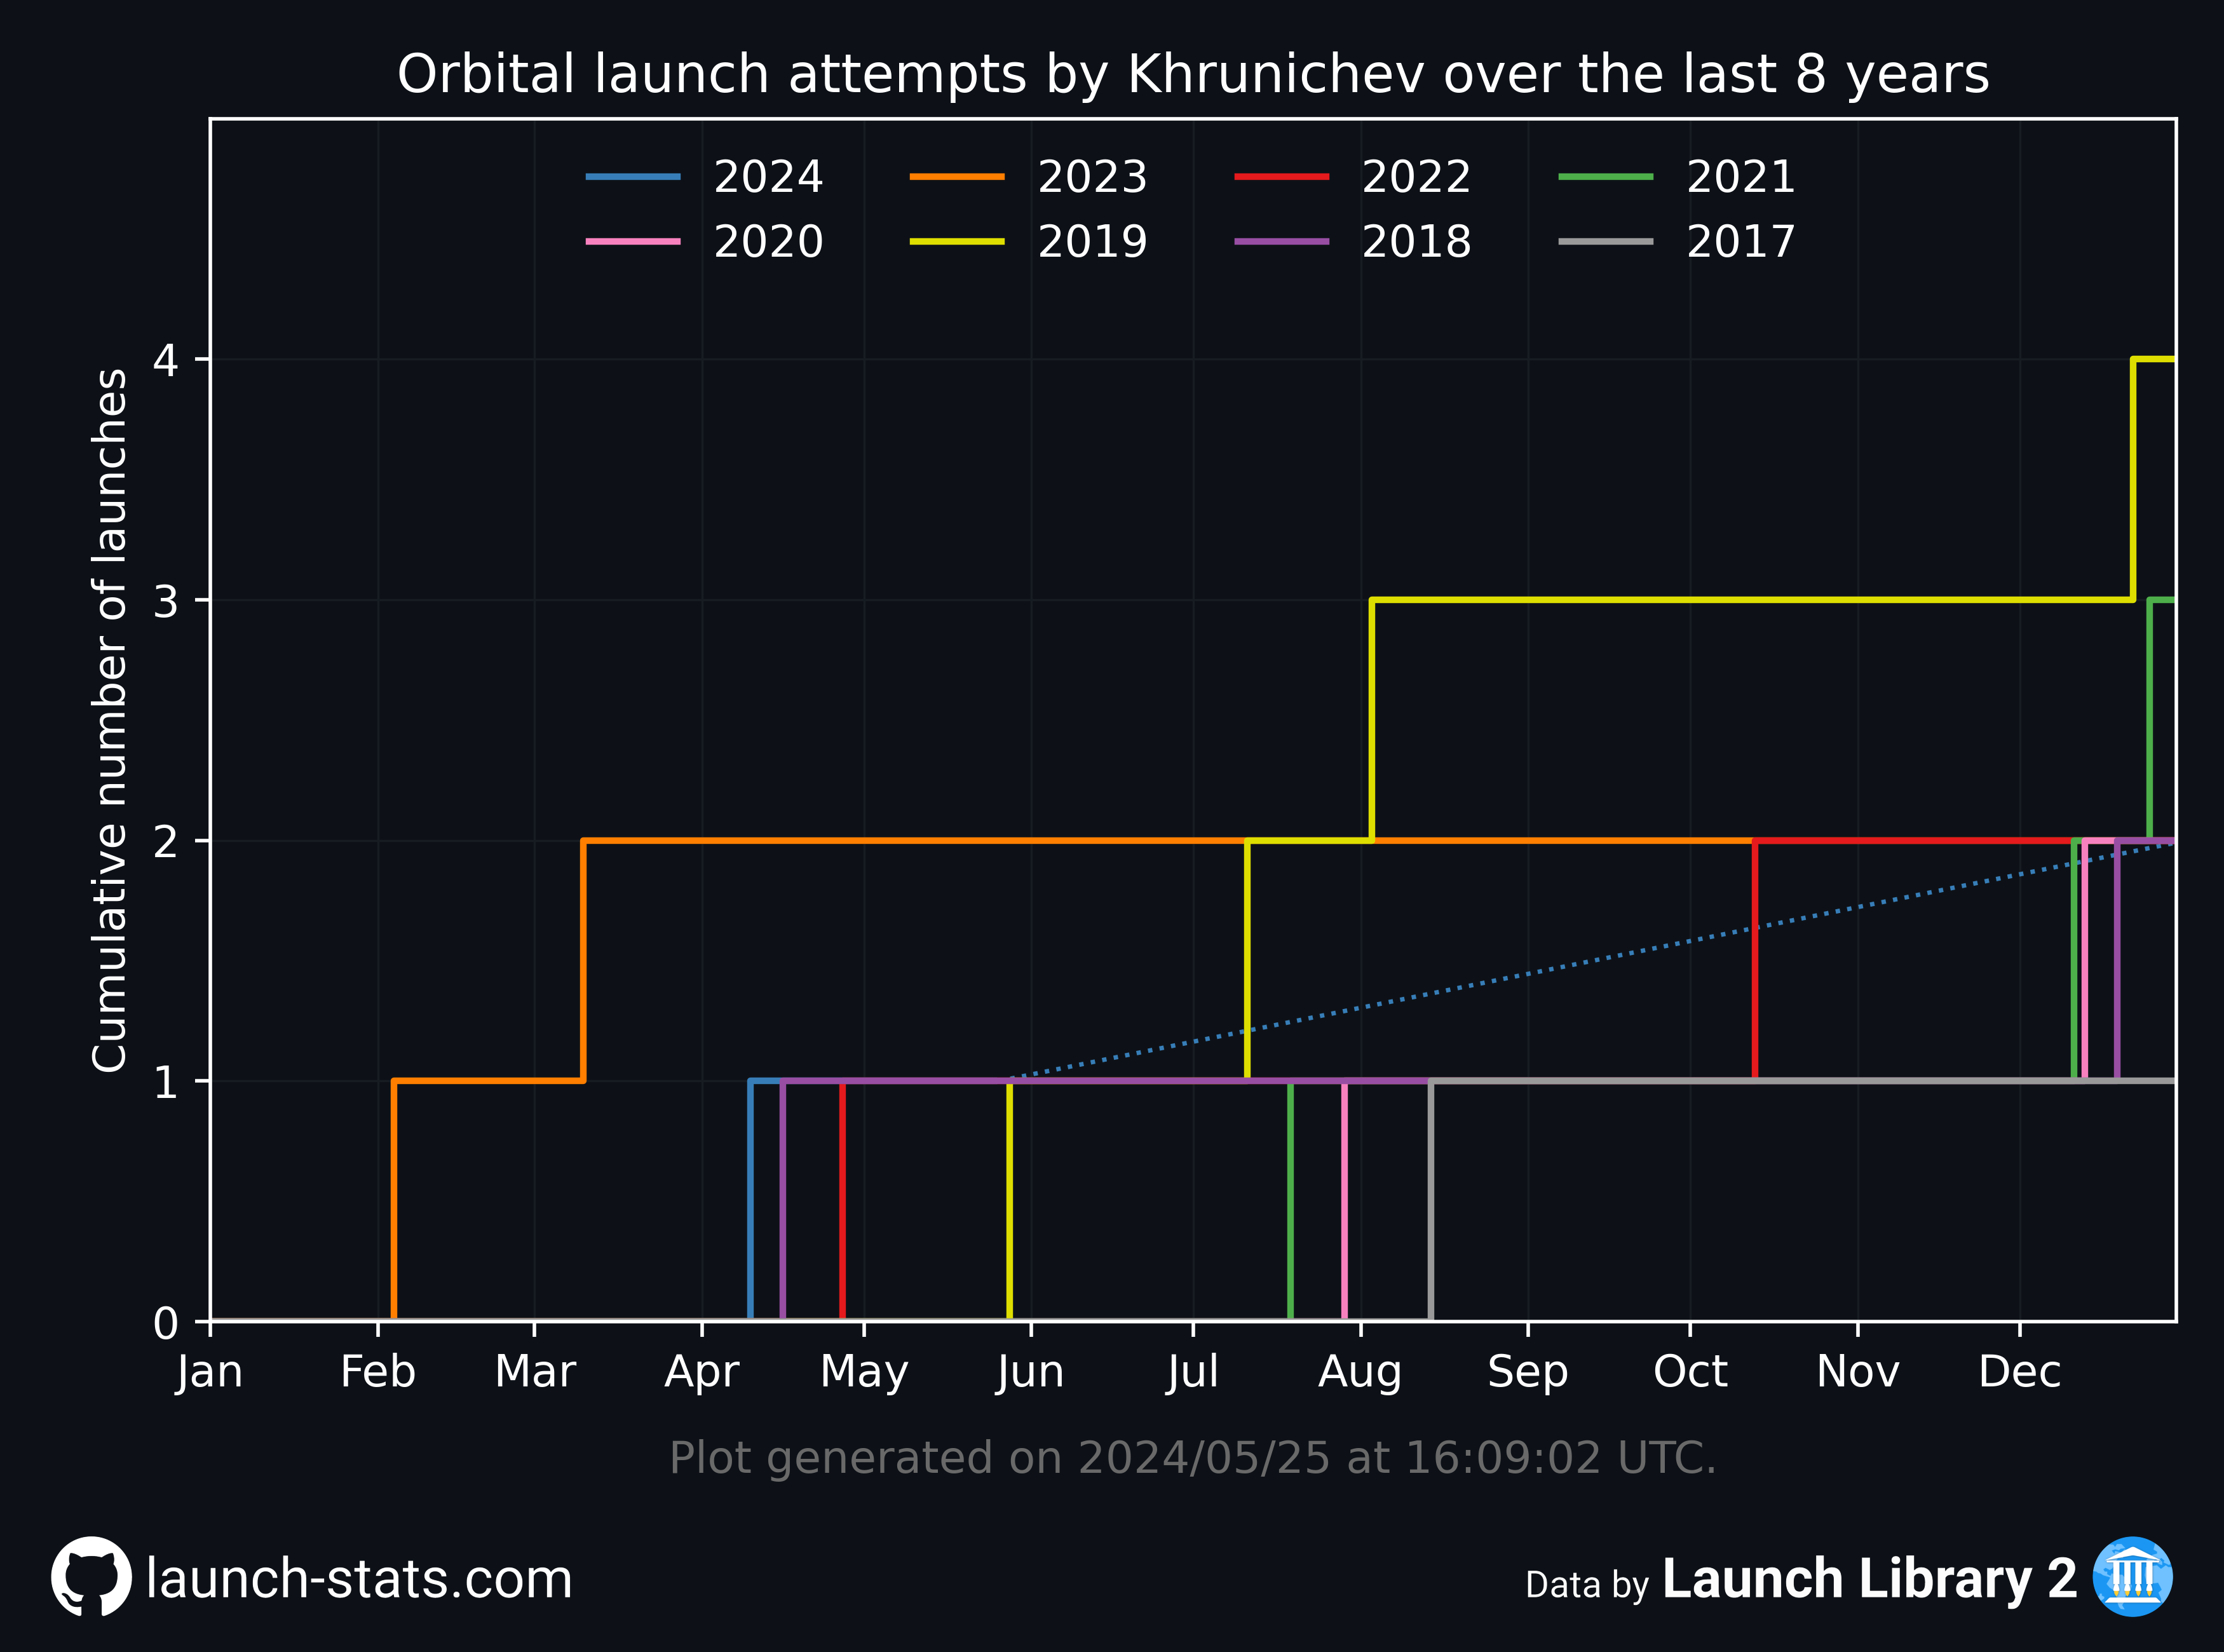 Orbital launch attempts by Khrunichev over the last 8 years
2024 2023 2022 2021
2020 2019 2018 2017
Cumulative number of launches
4
3
2
1
0
Jan Feb Mar Apr May Jun Jul Aug Sep Oct Nov Dec
Plot generated on 2024/05/25 at 16:09:02 UTC.
launch-stats.com
Data by Launch Library 2